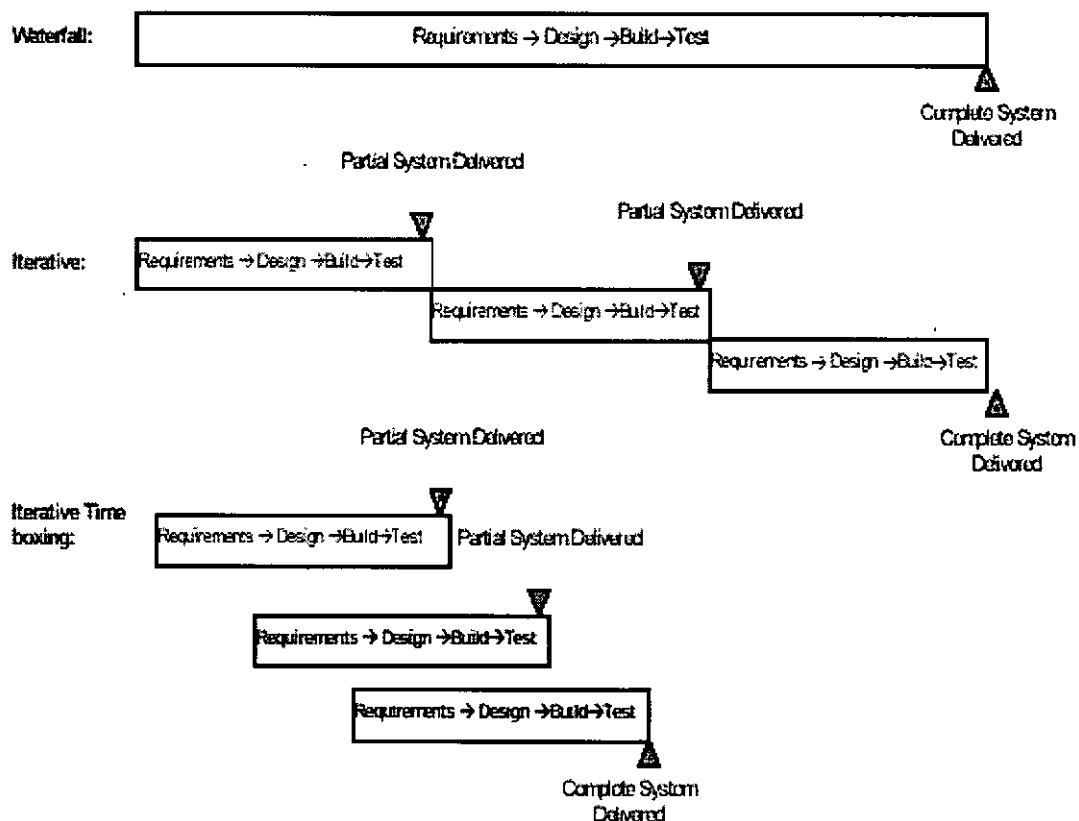 Waterfall:
Requirements → Design →Build→Test
Complete System
Delivered
Partial System Delivered
Partial System Delivered
Iterative:
Requirements → Design →Build→Test
Requirements → Design →Build→Test
Requirements → Design →Build→Test
Partial System Delivered
Complete System
Delivered
Iterative Time
boxing:
Requirements → Design →Build→Test
Partial System Delivered
Requirements → Design →Build→Test
Requirements → Design →Build→Test
Complete System
Delivered